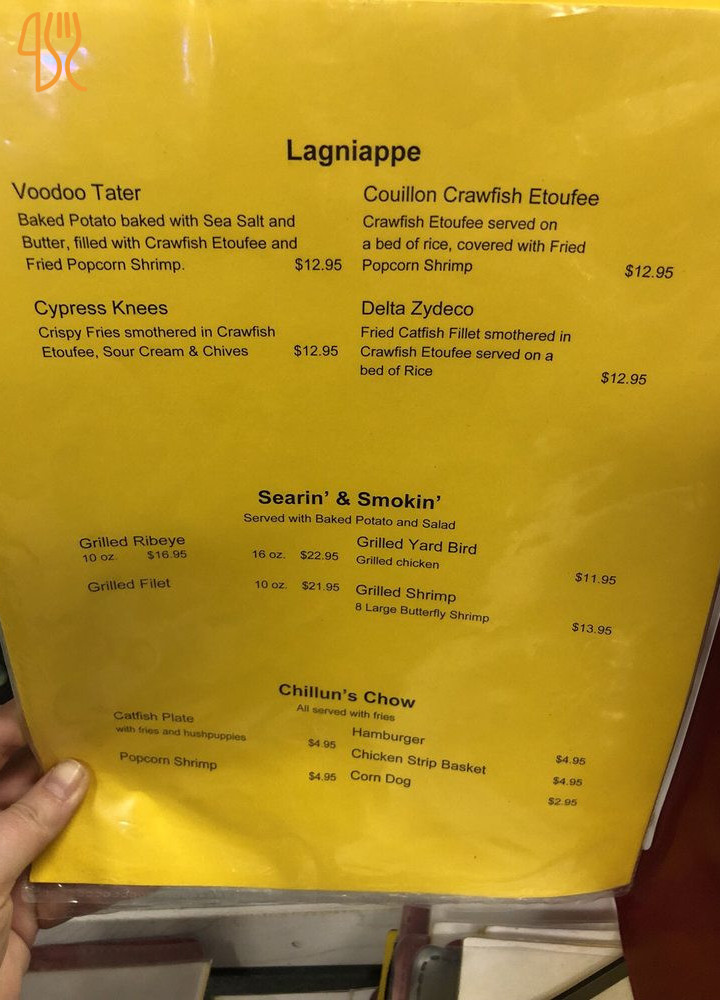 Lagniappe
Voodoo Tater
Baked Potato baked with Sea Salt and
Butter, filled with Crawfish Etoufee and
Fried Popcorn Shrimp. $12.95
Couillon Crawfish Etoufee
Crawfish Etoufee served on
a bed of rice, covered with Fried
Popcorn Shrimp $12.95
Cypress Knees
Crispy Fries smothered in Crawfish
Etoufee, Sour Cream & Chives $12.95
Delta Zydeco
Fried Catfish Fillet smothered in
Crawfish Etoufee served on a
bed of Rice $12.95
Searin' & Smokin'
Served with Baked Potato and Salad
Grilled Ribeye
10 oz. $16.95 16 oz. $22.95
Grilled Filet 10 oz. $21.95
Grilled Yard Bird
Grilled chicken $11.95
Grilled Shrimp
8 Large Butterfly Shrimp $13.95
Chillun's Chow
All served with fries
Catfish Plate
with fries and hushpuppies $4.95
Popcorn Shrimp $4.95
Hamburger $4.95
Chicken Strip Basket $4.95
Corn Dog $2.95